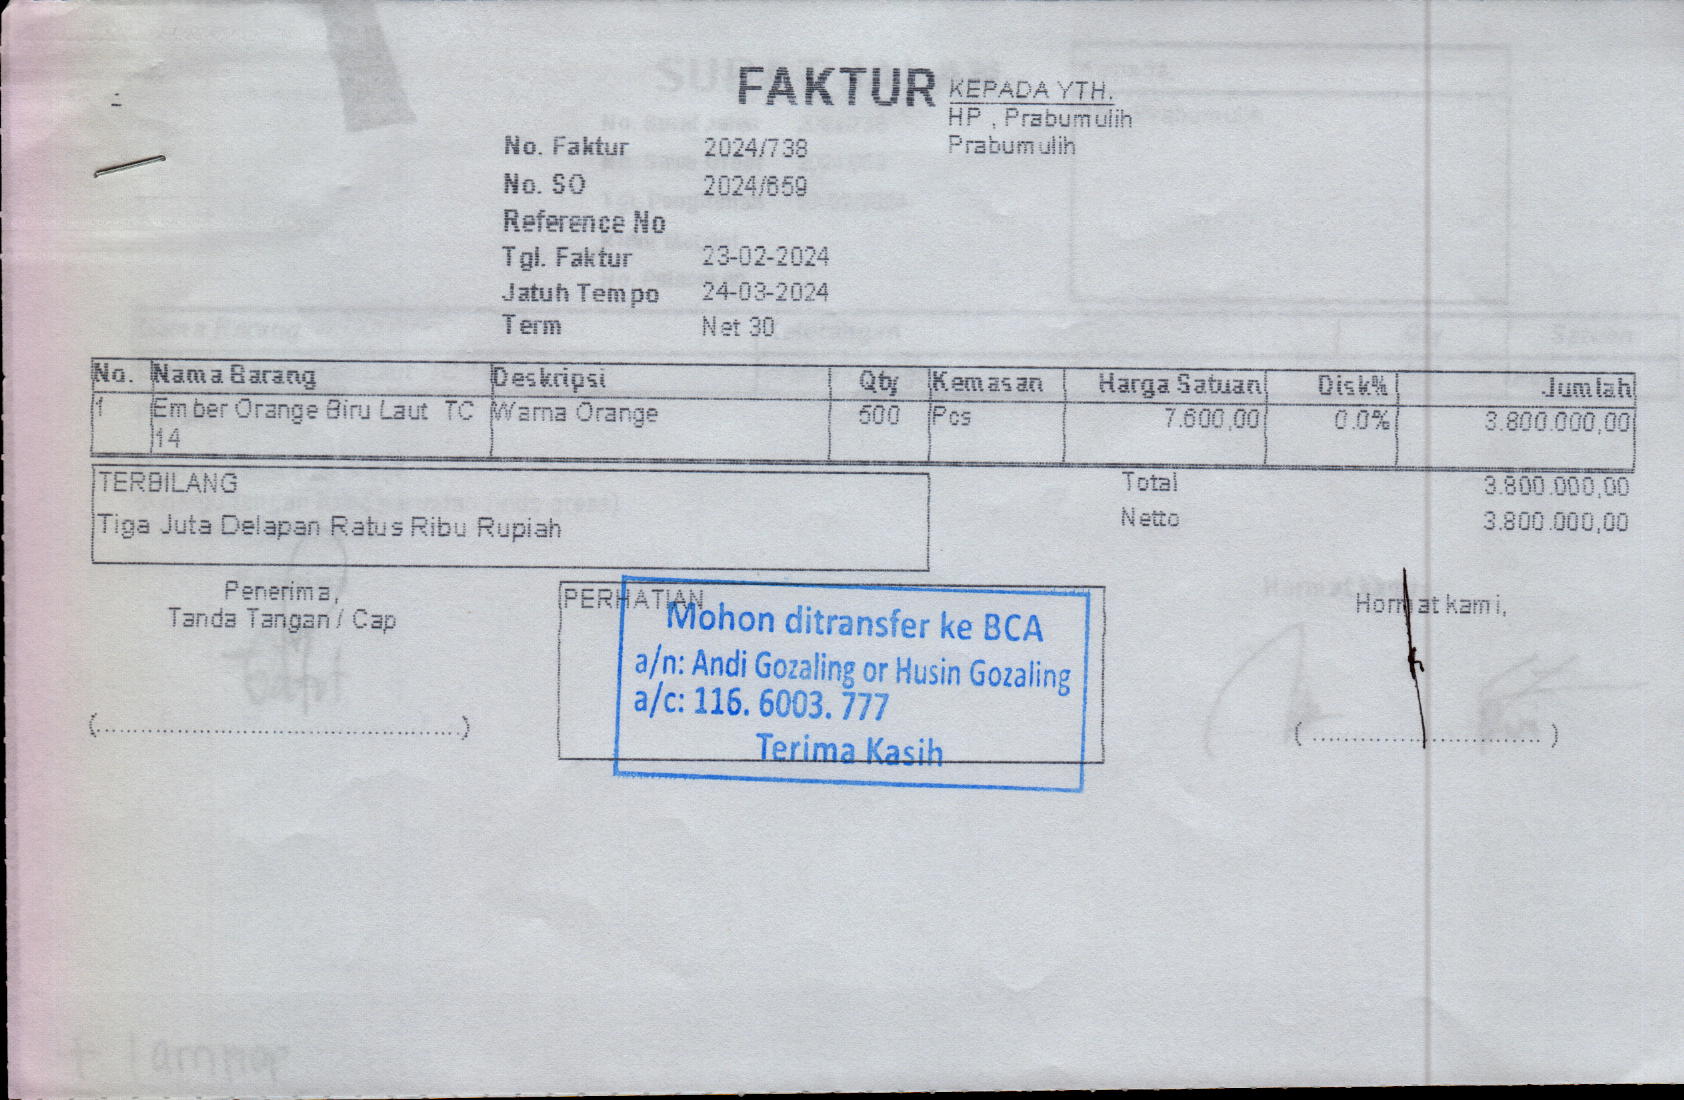 FAKTUR
KEPADA YTH.
HP , Prabumulih
Prabumulih
No. Faktur 2024/738
No. SO 2024/659
Reference No
Tgl. Faktur 23-02-2024
Jatuh Tempo 24-03-2024
Term Net 30
No. Nama Barang Deskripsi Qty Kemasan Harga Satuan Disk% Jumlah
1 Ember Orange Biru Laut TC Warna Orange 500 Pcs 7.600,00 0.0% 3.800.000,00
14
TERBILANG
Tiga Juta Delapan Ratus Ribu Rupiah
Total 3.800.000,00
Netto 3.800.000,00
Penerima,
Tanda Tangan / Cap
(....................................................)
PERHATIAN
Mohon ditransfer ke BCA
a/n: Andi Gozaling or Husin Gozaling
a/c: 116. 6003. 777
Terima Kasih
Hormat kami,
(.................................)